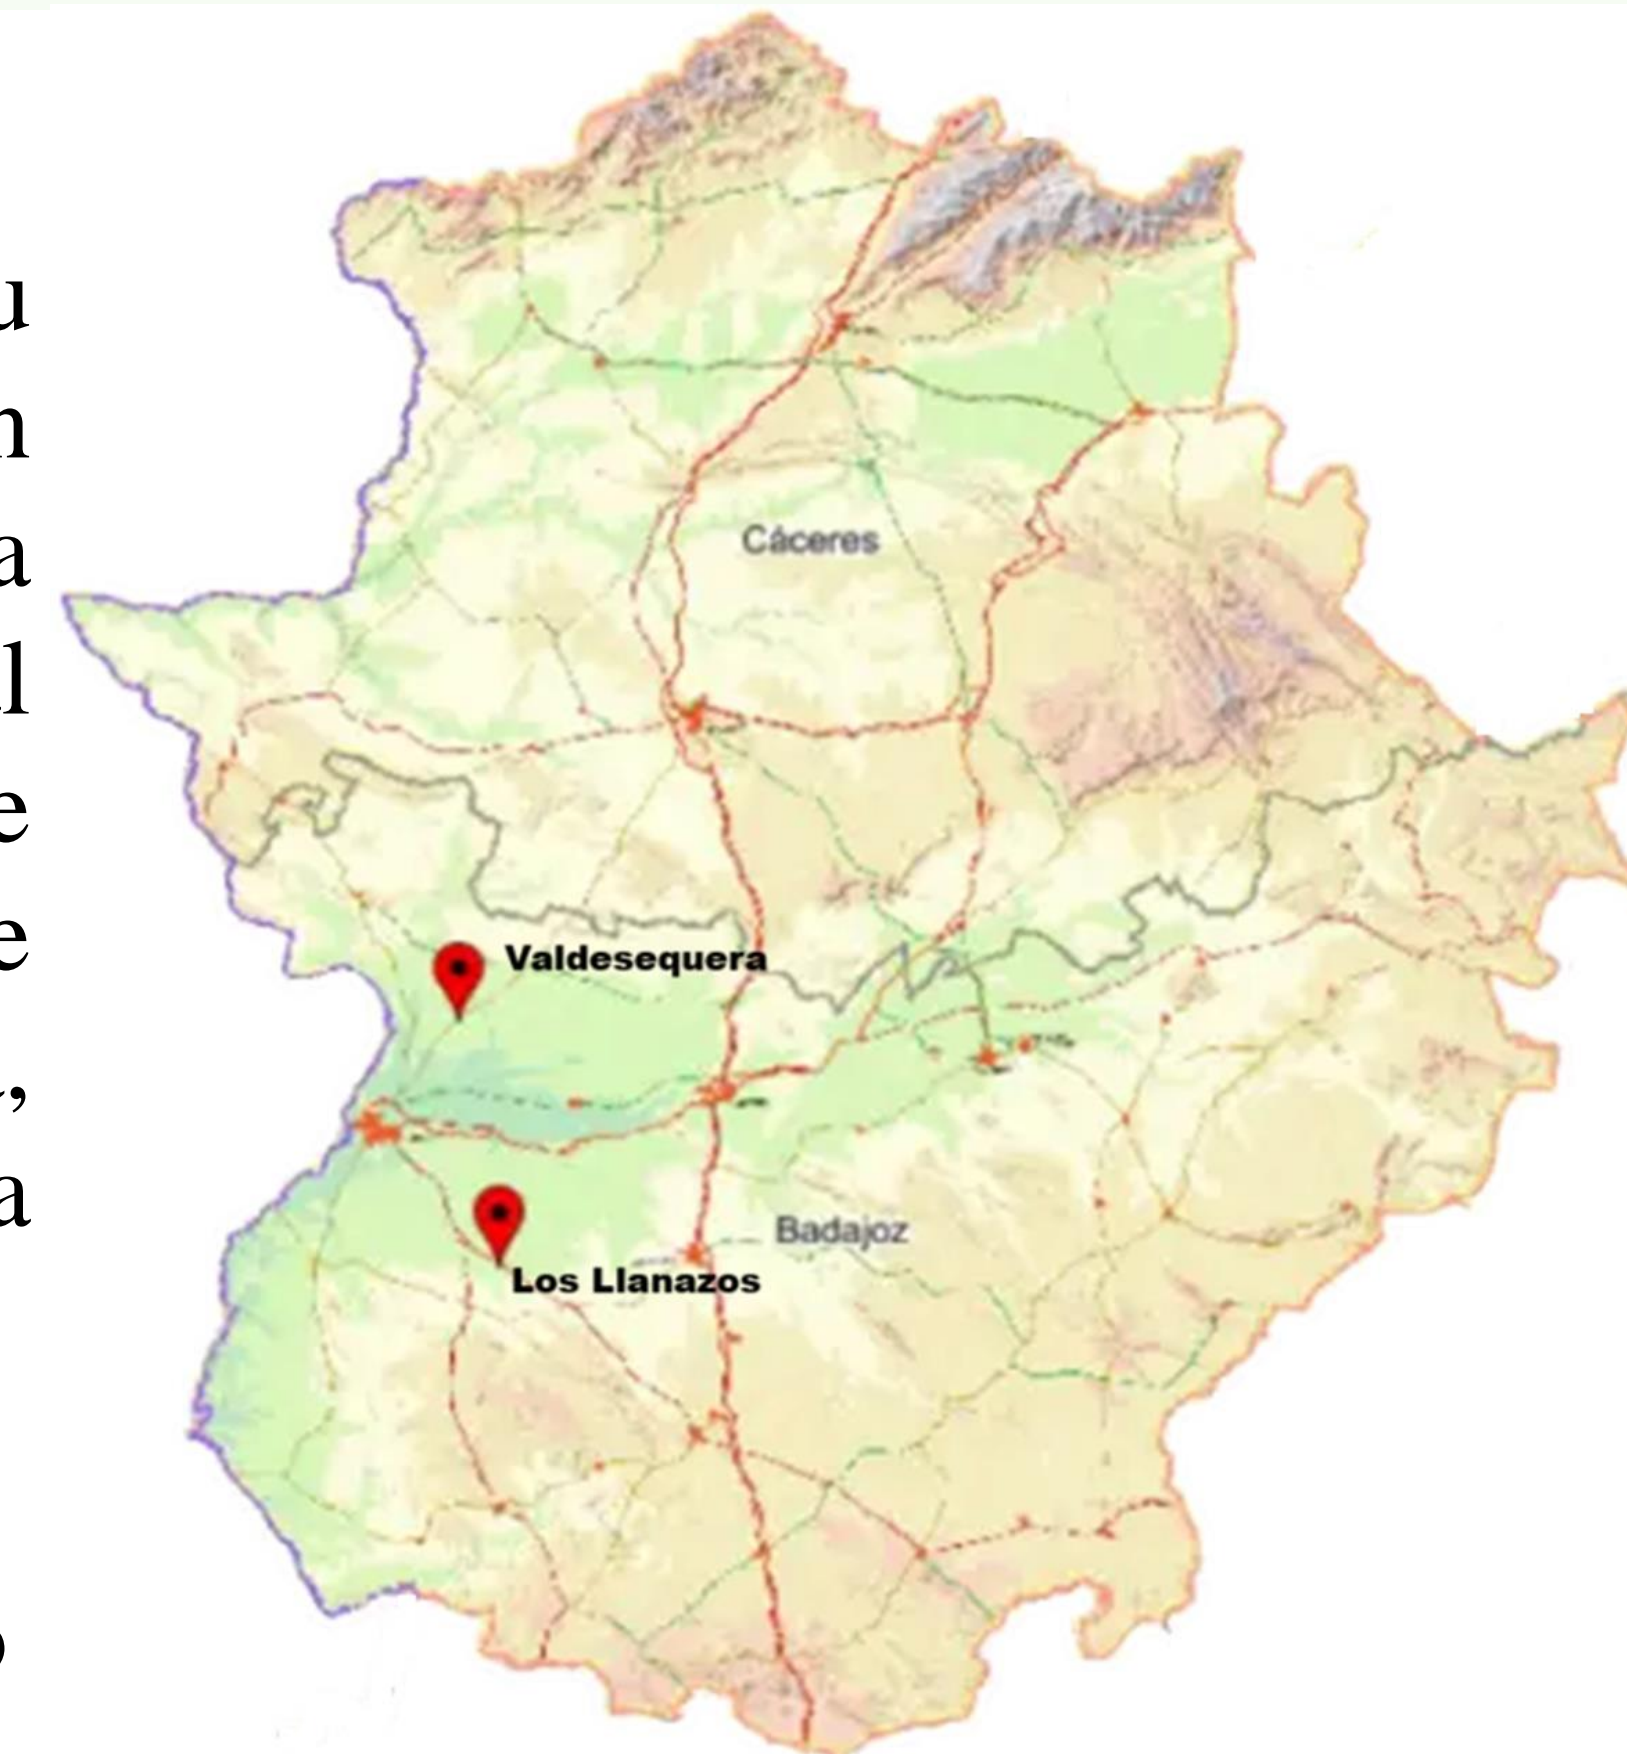 u
n
a
l
e
e
,
a
o
Cáceres
Valdesequera
Badajoz
Los Llanazos